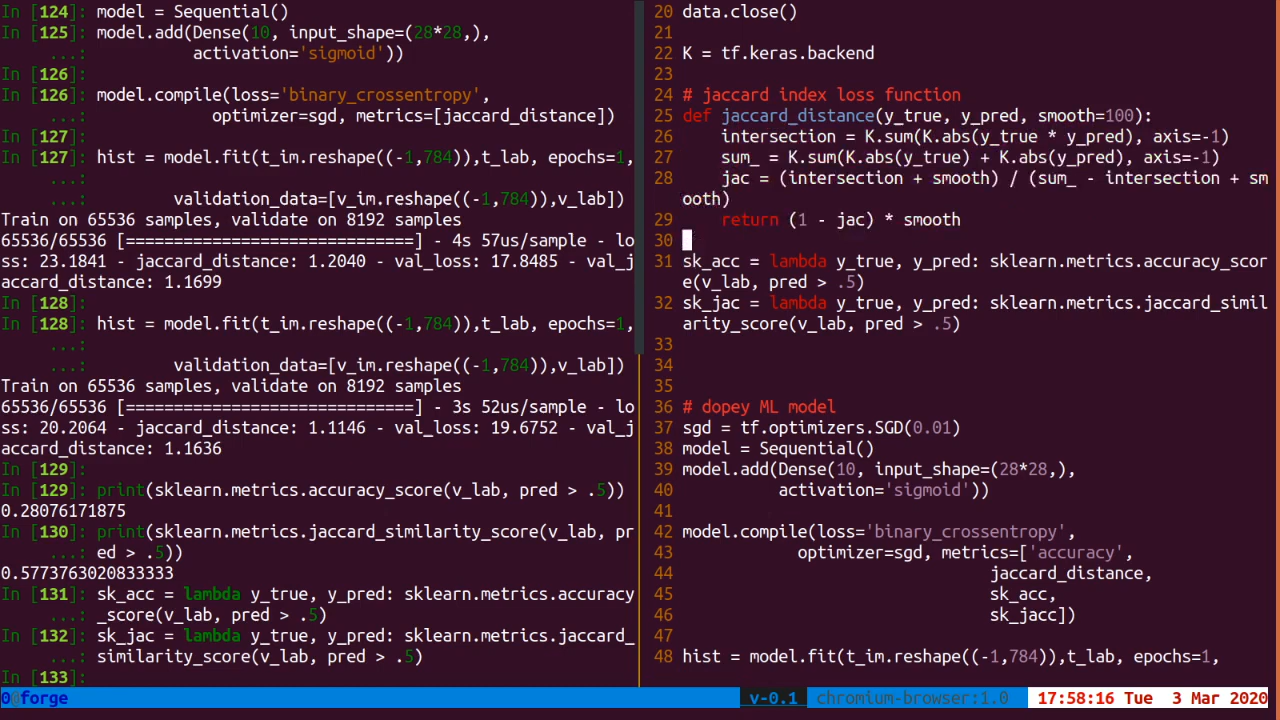 In [124]: model = Sequential()
In [125]: model.add(Dense(10, input_shape=(28*28,),
     ...:           activation='sigmoid'))
In [126]:
In [126]: model.compile(loss='binary_crossentropy',
     ...:             optimizer=sgd, metrics=[jaccard_distance])
In [127]:
In [127]: hist = model.fit(t_im.reshape((-1,784)),t_lab, epochs=1,
     ...:
     ...:         validation_data=[v_im.reshape((-1,784)),v_lab])
Train on 65536 samples, validate on 8192 samples
65536/65536 [==============================] - 4s 57us/sample - lo
ss: 23.1841 - jaccard_distance: 1.2040 - val_loss: 17.8485 - val_j
accard_distance: 1.1699
In [128]:
In [128]: hist = model.fit(t_im.reshape((-1,784)),t_lab, epochs=1,
     ...:
     ...:         validation_data=[v_im.reshape((-1,784)),v_lab])
Train on 65536 samples, validate on 8192 samples
65536/65536 [==============================] - 3s 52us/sample - lo
ss: 20.2064 - jaccard_distance: 1.1146 - val_loss: 19.6752 - val_j
accard_distance: 1.1636
In [129]:
In [129]: print(sklearn.metrics.accuracy_score(v_lab, pred > .5))
0.28076171875
In [130]: print(sklearn.metrics.jaccard_similarity_score(v_lab, pr
     ...: ed > .5))
0.5773763020833333
In [131]: sk_acc = lambda y_true, y_pred: sklearn.metrics.accuracy
     ...: _score(v_lab, pred > .5)
In [132]: sk_jac = lambda y_true, y_pred: sklearn.metrics.jaccard_
     ...: similarity_score(v_lab, pred > .5)
In [133]:
20 data.close()
21
22 K = tf.keras.backend
23
24 # jaccard index loss function
25 def jaccard_distance(y_true, y_pred, smooth=100):
26     intersection = K.sum(K.abs(y_true * y_pred), axis=-1)
27     sum_ = K.sum(K.abs(y_true) + K.abs(y_pred), axis=-1)
28     jac = (intersection + smooth) / (sum_ - intersection + sm
ooth)
29     return (1 - jac) * smooth
30
31 sk_acc = lambda y_true, y_pred: sklearn.metrics.accuracy_scor
e(v_lab, pred > .5)
32 sk_jac = lambda y_true, y_pred: sklearn.metrics.jaccard_simil
arity_score(v_lab, pred > .5)
33
34
35
36 # dopey ML model
37 sgd = tf.optimizers.SGD(0.01)
38 model = Sequential()
39 model.add(Dense(10, input_shape=(28*28,),
40           activation='sigmoid'))
41
42 model.compile(loss='binary_crossentropy',
43             optimizer=sgd, metrics=['accuracy',
44                                 jaccard_distance,
45                                 sk_acc,
46                                 sk_jacc])
47
48 hist = model.fit(t_im.reshape((-1,784)),t_lab, epochs=1,
0@forge v-0.1 chromium-browser:1.0 17:58:16 Tue  3 Mar 2020